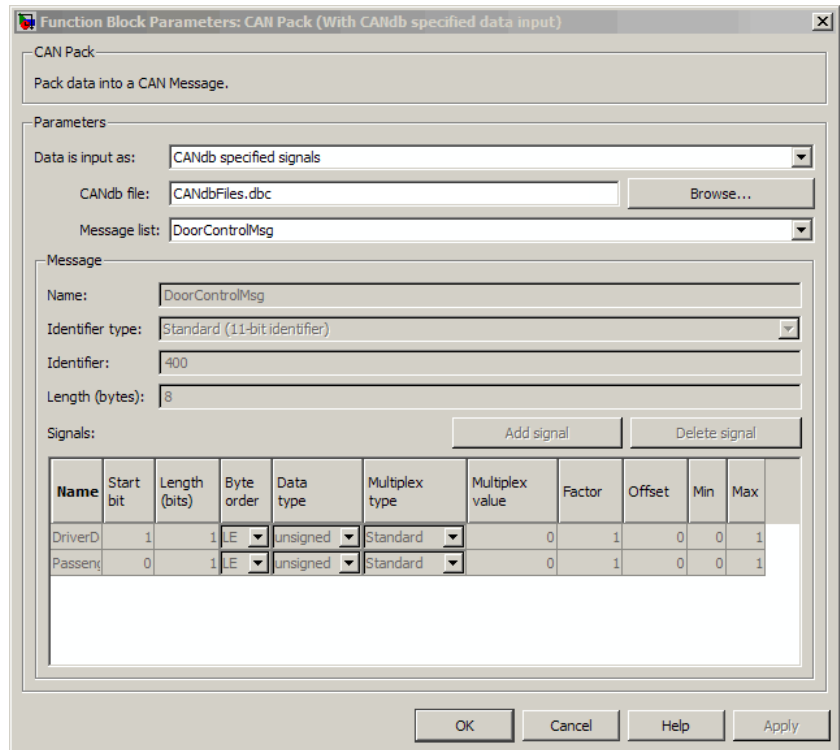 Function Block Parameters: CAN Pack (With CANdb specified data input)
CAN Pack
Pack data into a CAN Message.
Parameters
Data is input as: CANdb specified signals
CANdb file: CANdbFiles.dbc Browse...
Message list: DoorControlMsg
Message
Name: DoorControlMsg
Identifier type: Standard (11-bit identifier)
Identifier: 400
Length (bytes): 8
Signals: Add signal Delete signal
Name Start bit Length (bits) Byte order Data type Multiplex type Multiplex value Factor Offset Min Max
DriverD 1 1 LE unsigned Standard 0 1 0 0 1
Passeng 0 1 LE unsigned Standard 0 1 0 0 1
OK Cancel Help Apply